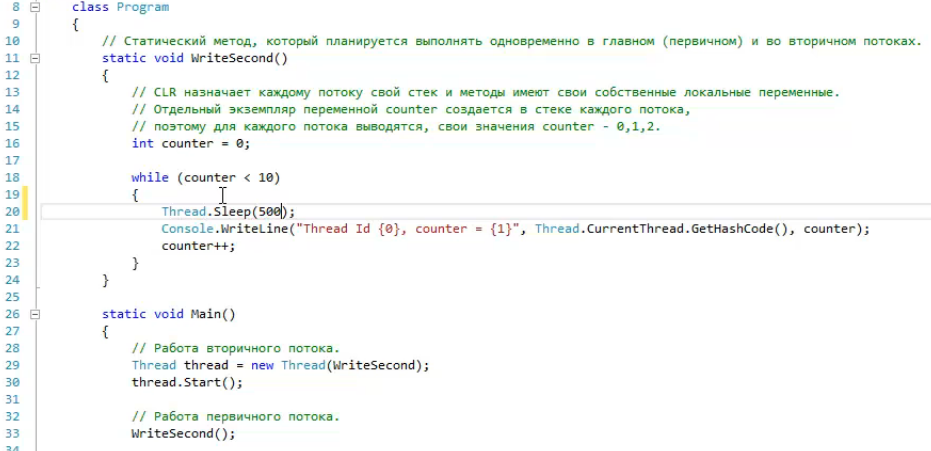 8 class Program
9 {
10 // Статический метод, который планируется выполнять одновременно в главном (первичном) и во вторичном потоках.
11 static void WriteSecond()
12 {
13 // CLR назначает каждому потоку свой стек и методы имеют свои собственные локальные переменные.
14 // Отдельный экземпляр переменной counter создается в стеке каждого потока,
15 // поэтому для каждого потока выводятся, свои значения counter - 0,1,2.
16 int counter = 0;
17
18 while (counter < 10)
19 {
20 Thread.Sleep(500);
21 Console.WriteLine("Thread Id {0}, counter = {1}", Thread.CurrentThread.GetHashCode(), counter);
22 counter++;
23 }
24 }
25
26 static void Main()
27 {
28 // Работа вторичного потока.
29 Thread thread = new Thread(WriteSecond);
30 thread.Start();
31
32 // Работа первичного потока.
33 WriteSecond();
34